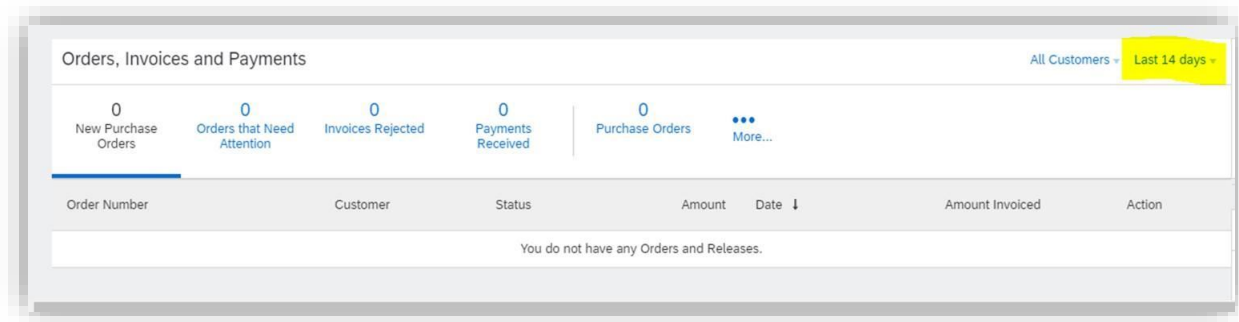 Orders, Invoices and Payments
All Customers
Last 14 days
0
New Purchase
Orders
0
Orders that Need
Attention
0
Invoices Rejected
0
Payments
Received
0
Purchase Orders
More...
Order Number Customer Status Amount Date ↓ Amount Invoiced Action
You do not have any Orders and Releases.